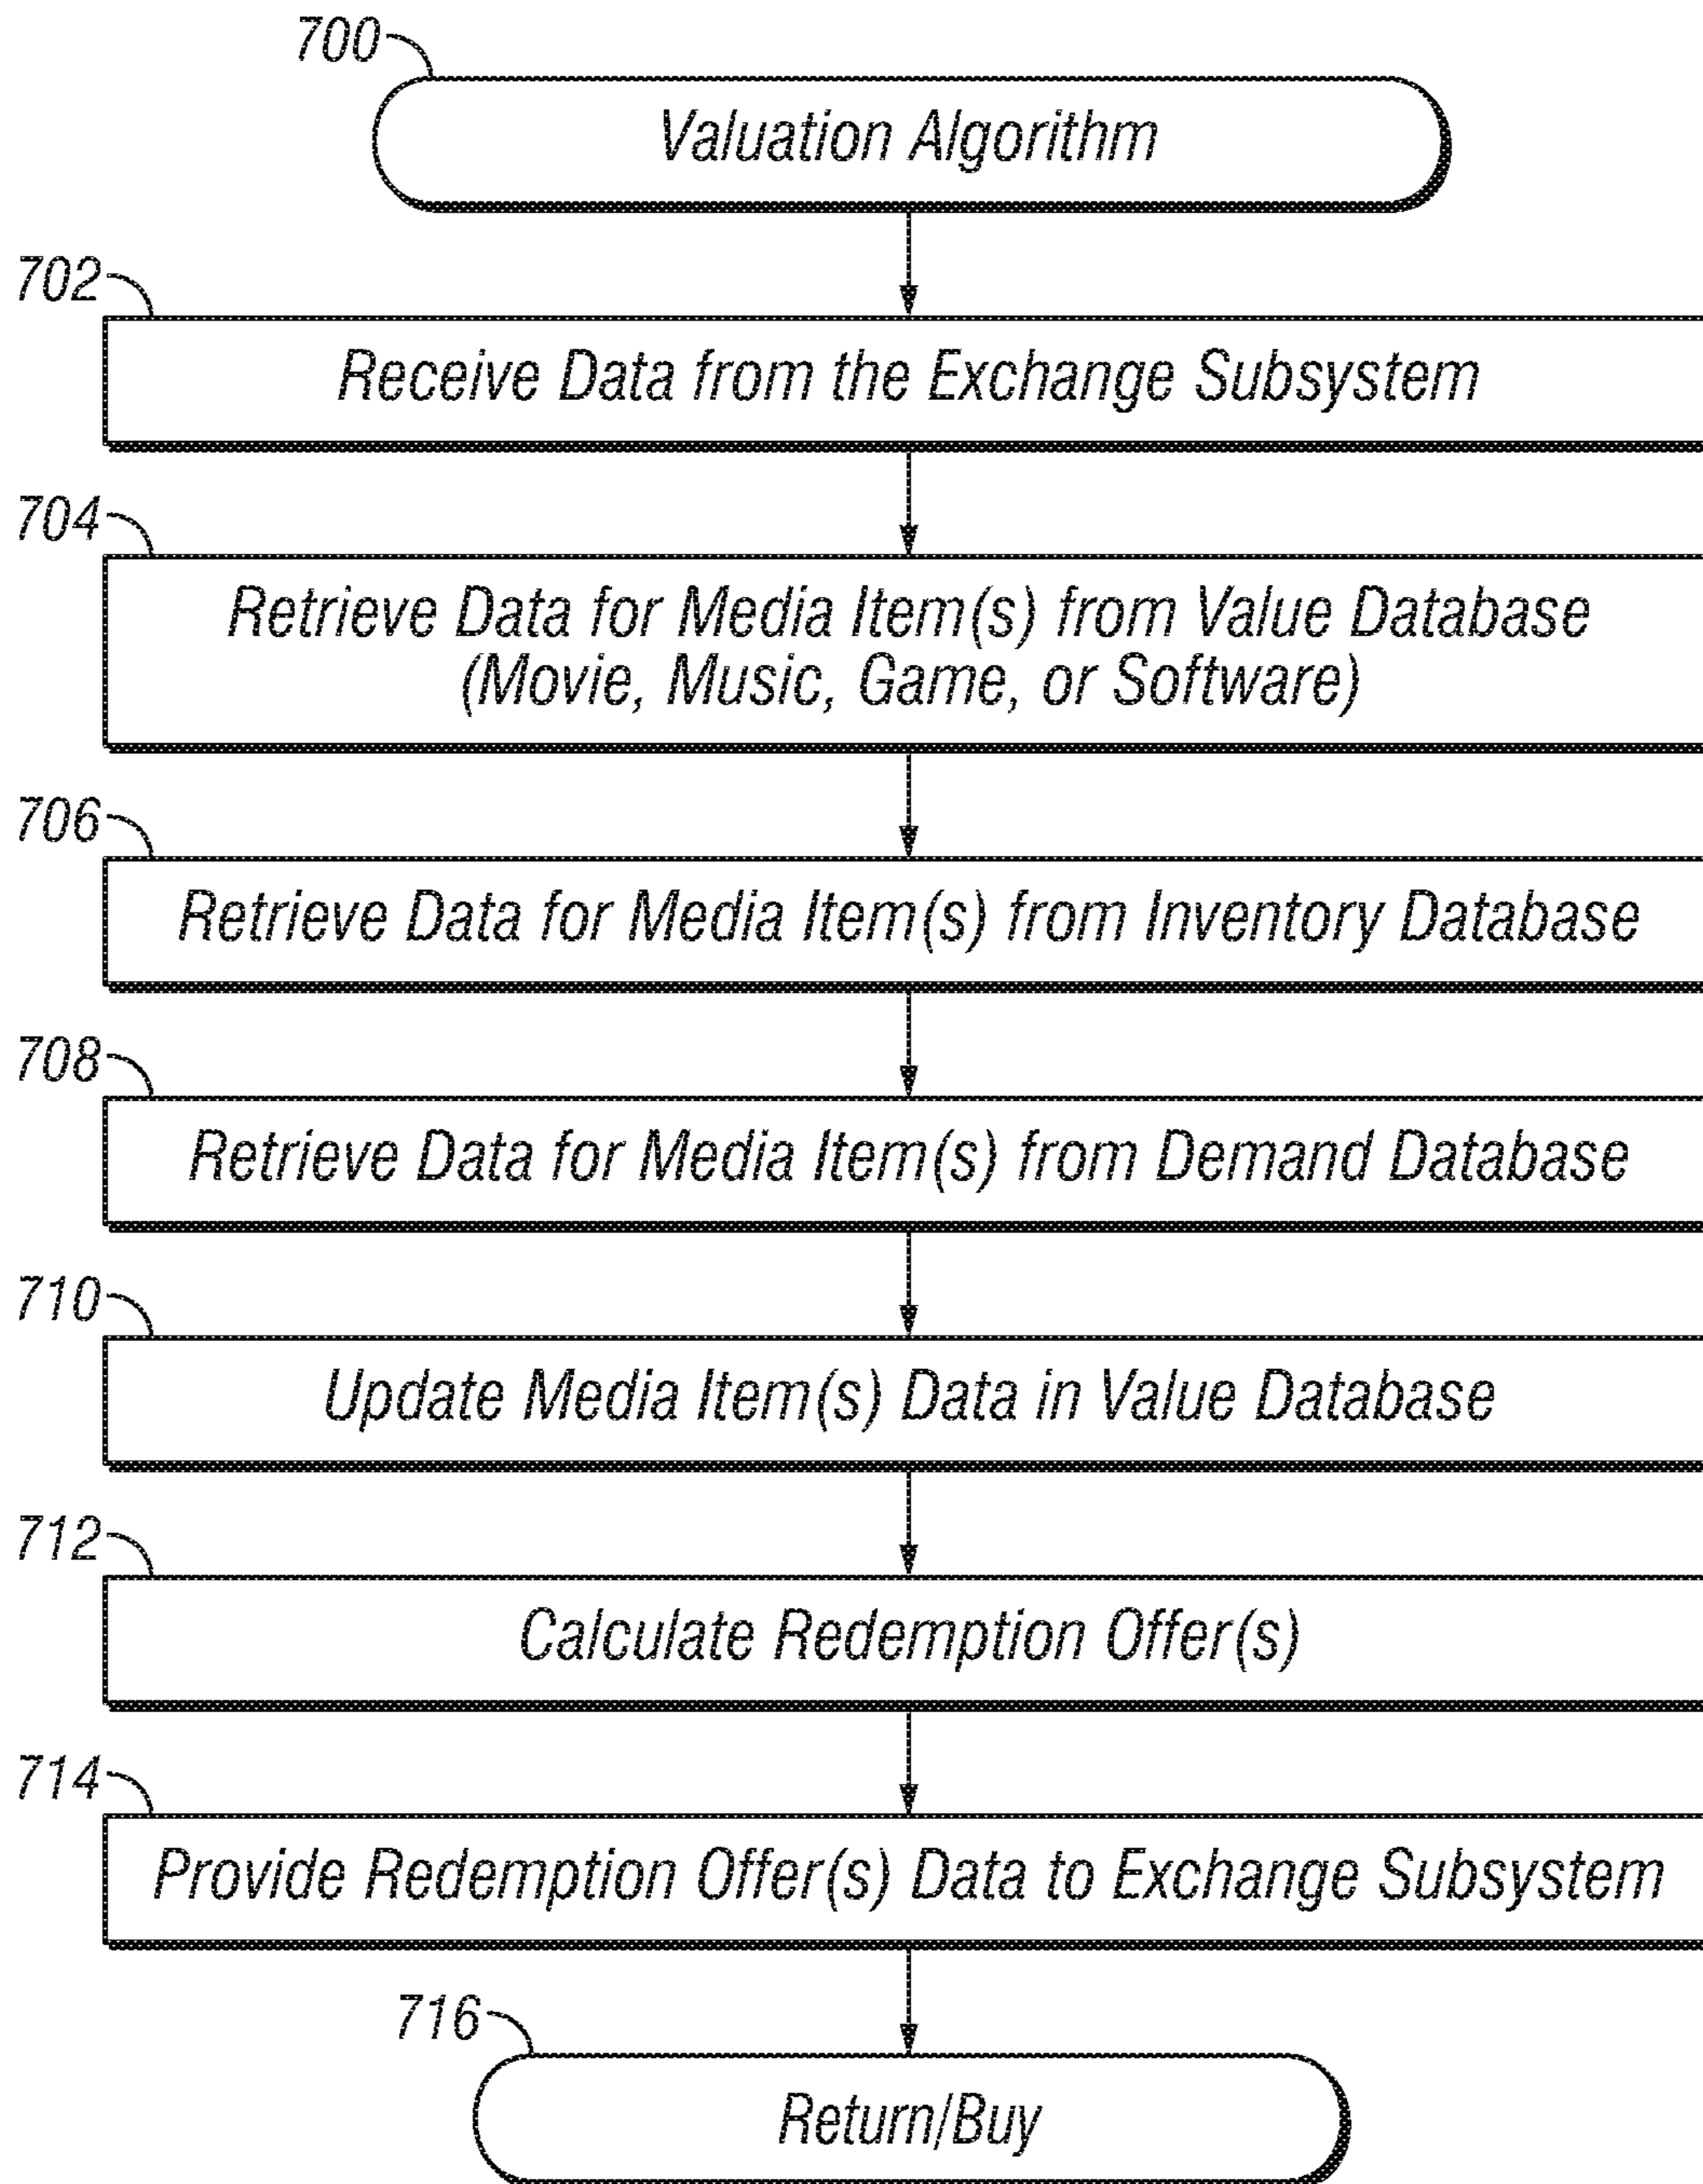 700
Valuation Algorithm
702
Receive Data from the Exchange Subsystem
704
Retrieve Data for Media Item(s) from Value Database
(Movie, Music, Game, or Software)
706
Retrieve Data for Media Item(s) from Inventory Database
708
Retrieve Data for Media Item(s) from Demand Database
710
Update Media Item(s) Data in Value Database
712
Calculate Redemption Offer(s)
714
Provide Redemption Offer(s) Data to Exchange Subsystem
716
Return/Buy